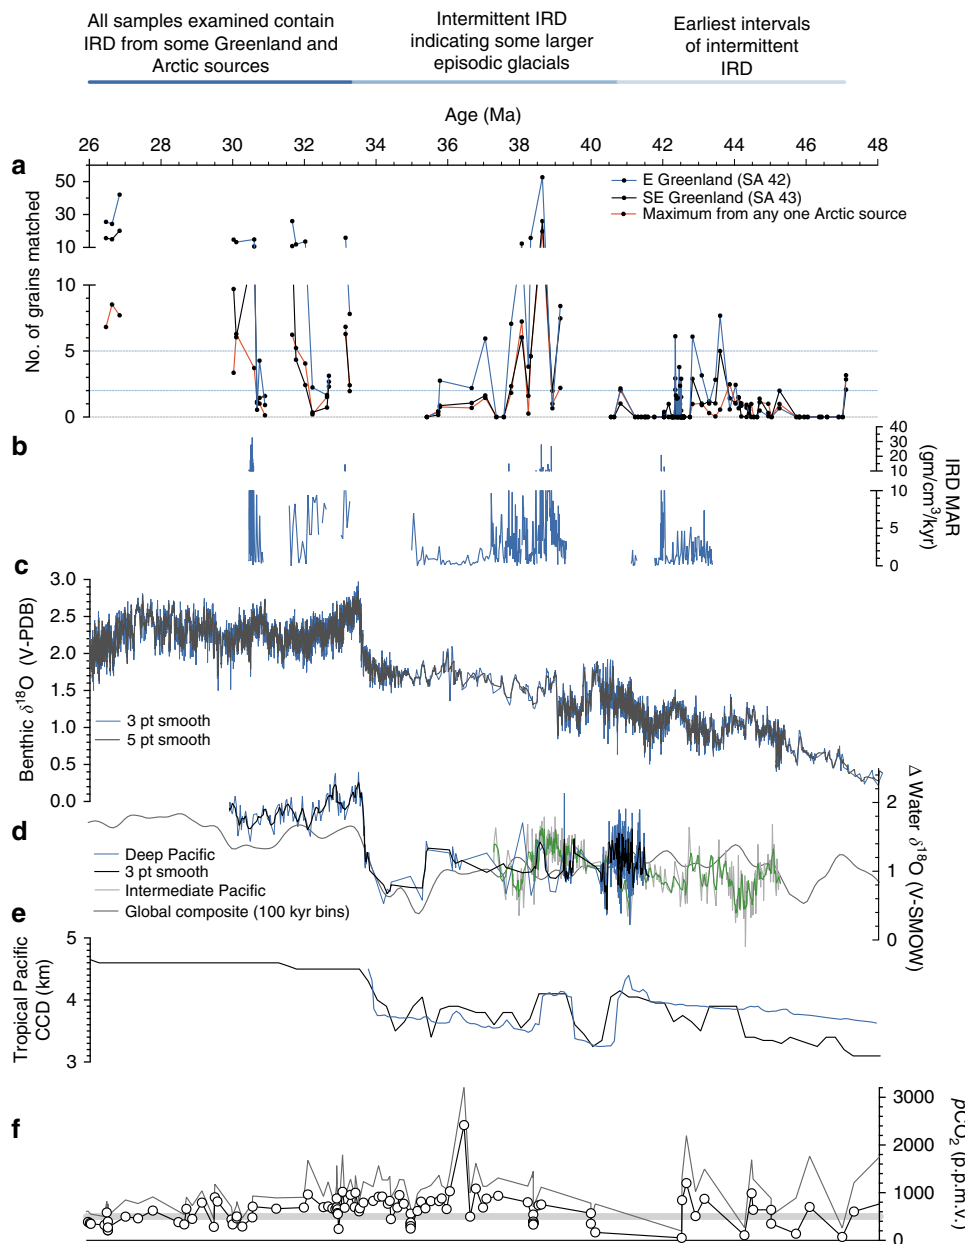 All samples examined contain
IRD from some Greenland and
Arctic sources
Intermittent IRD
indicating some larger
episodic glacials
Earliest intervals
of intermittent
IRD
Age (Ma)
26 28 30 32 34 36 38 40 42 44 46 48
a
50
30
10
10
5
0
No. of grains matched
E Greenland (SA 42)
SE Greenland (SA 43)
Maximum from any one Arctic source
b
40
30
20
10
10
5
0
IRD MAR
(gm/cm³/kyr)
c
3.0
2.5
2.0
1.5
1.0
0.5
0.0
Benthic δ¹⁸O (V-PDB)
3 pt smooth
5 pt smooth
d
2
1
0
Δ Water δ¹⁸O (V-SMOW)
Deep Pacific
3 pt smooth
Intermediate Pacific
Global composite (100 kyr bins)
e
5
4
3
Tropical Pacific
CCD (km)
f
3000
2000
1000
0
pCO₂ (p.p.m.v.)